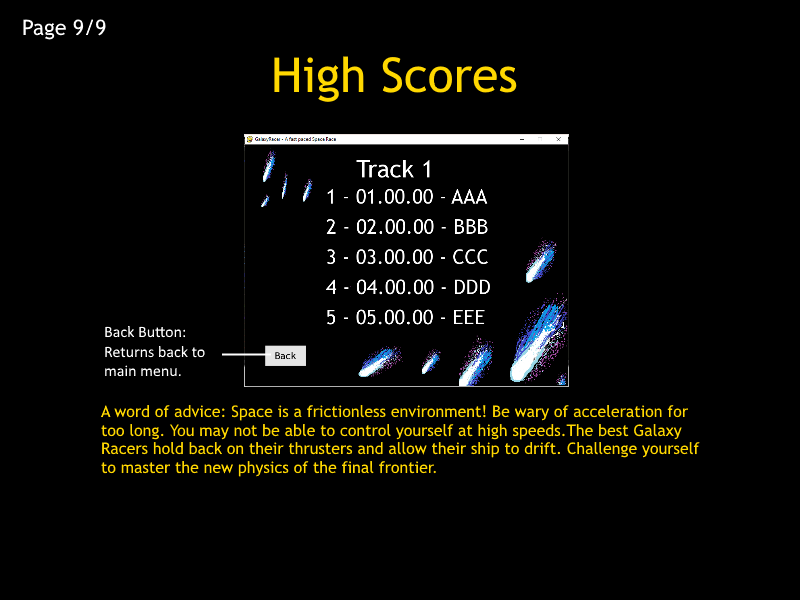 Page 9/9
High Scores
GalaxyRacer - A fast paced Space Race
Track 1
1 - 01.00.00 - AAA
2 - 02.00.00 - BBB
3 - 03.00.00 - CCC
4 - 04.00.00 - DDD
5 - 05.00.00 - EEE
Back Button:
Returns back to
main menu.
Back
A word of advice: Space is a frictionless environment! Be wary of acceleration for
too long. You may not be able to control yourself at high speeds.The best Galaxy
Racers hold back on their thrusters and allow their ship to drift. Challenge yourself
to master the new physics of the final frontier.